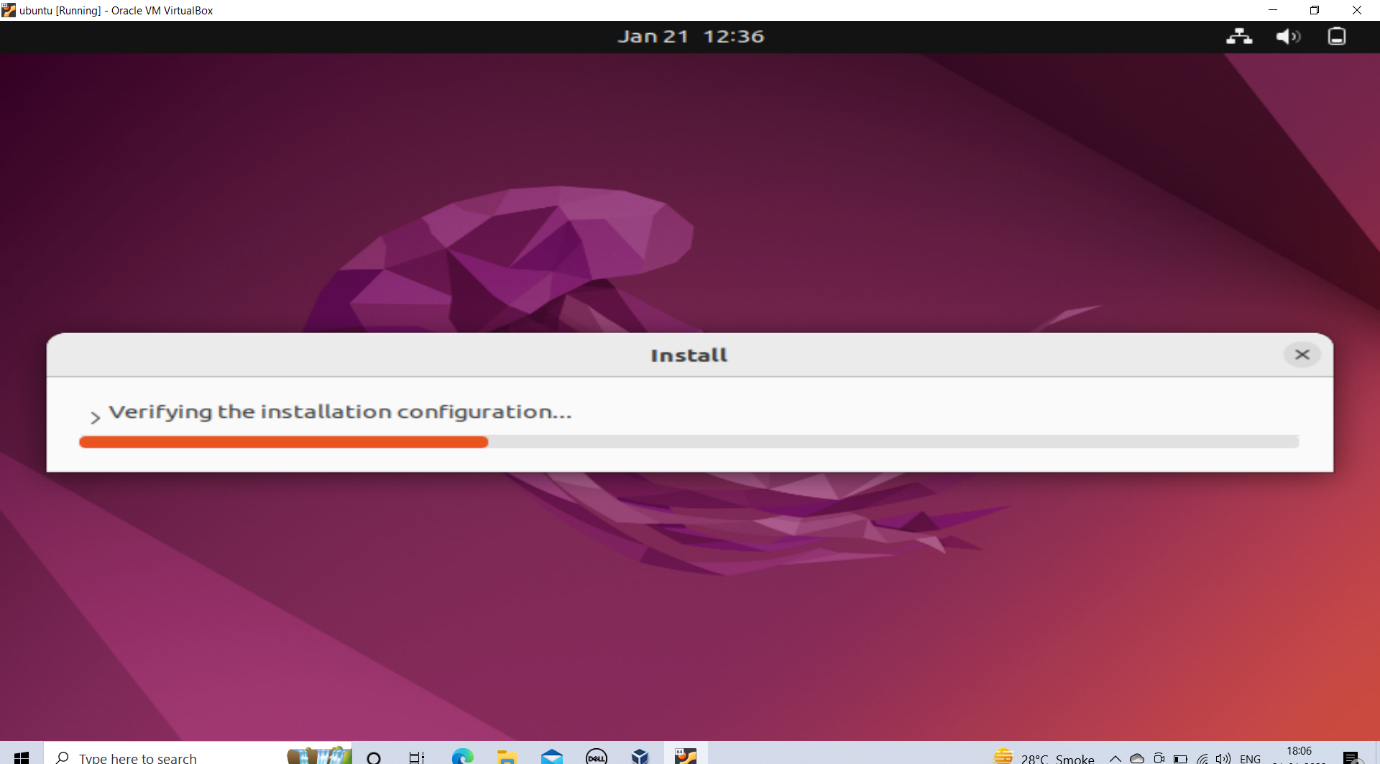 ubuntu [Running] - Oracle VM VirtualBox
Jan 21 12:36
Install
Verifying the installation configuration...
Type here to search
DELL
28°C Smoke
ENG
18:06